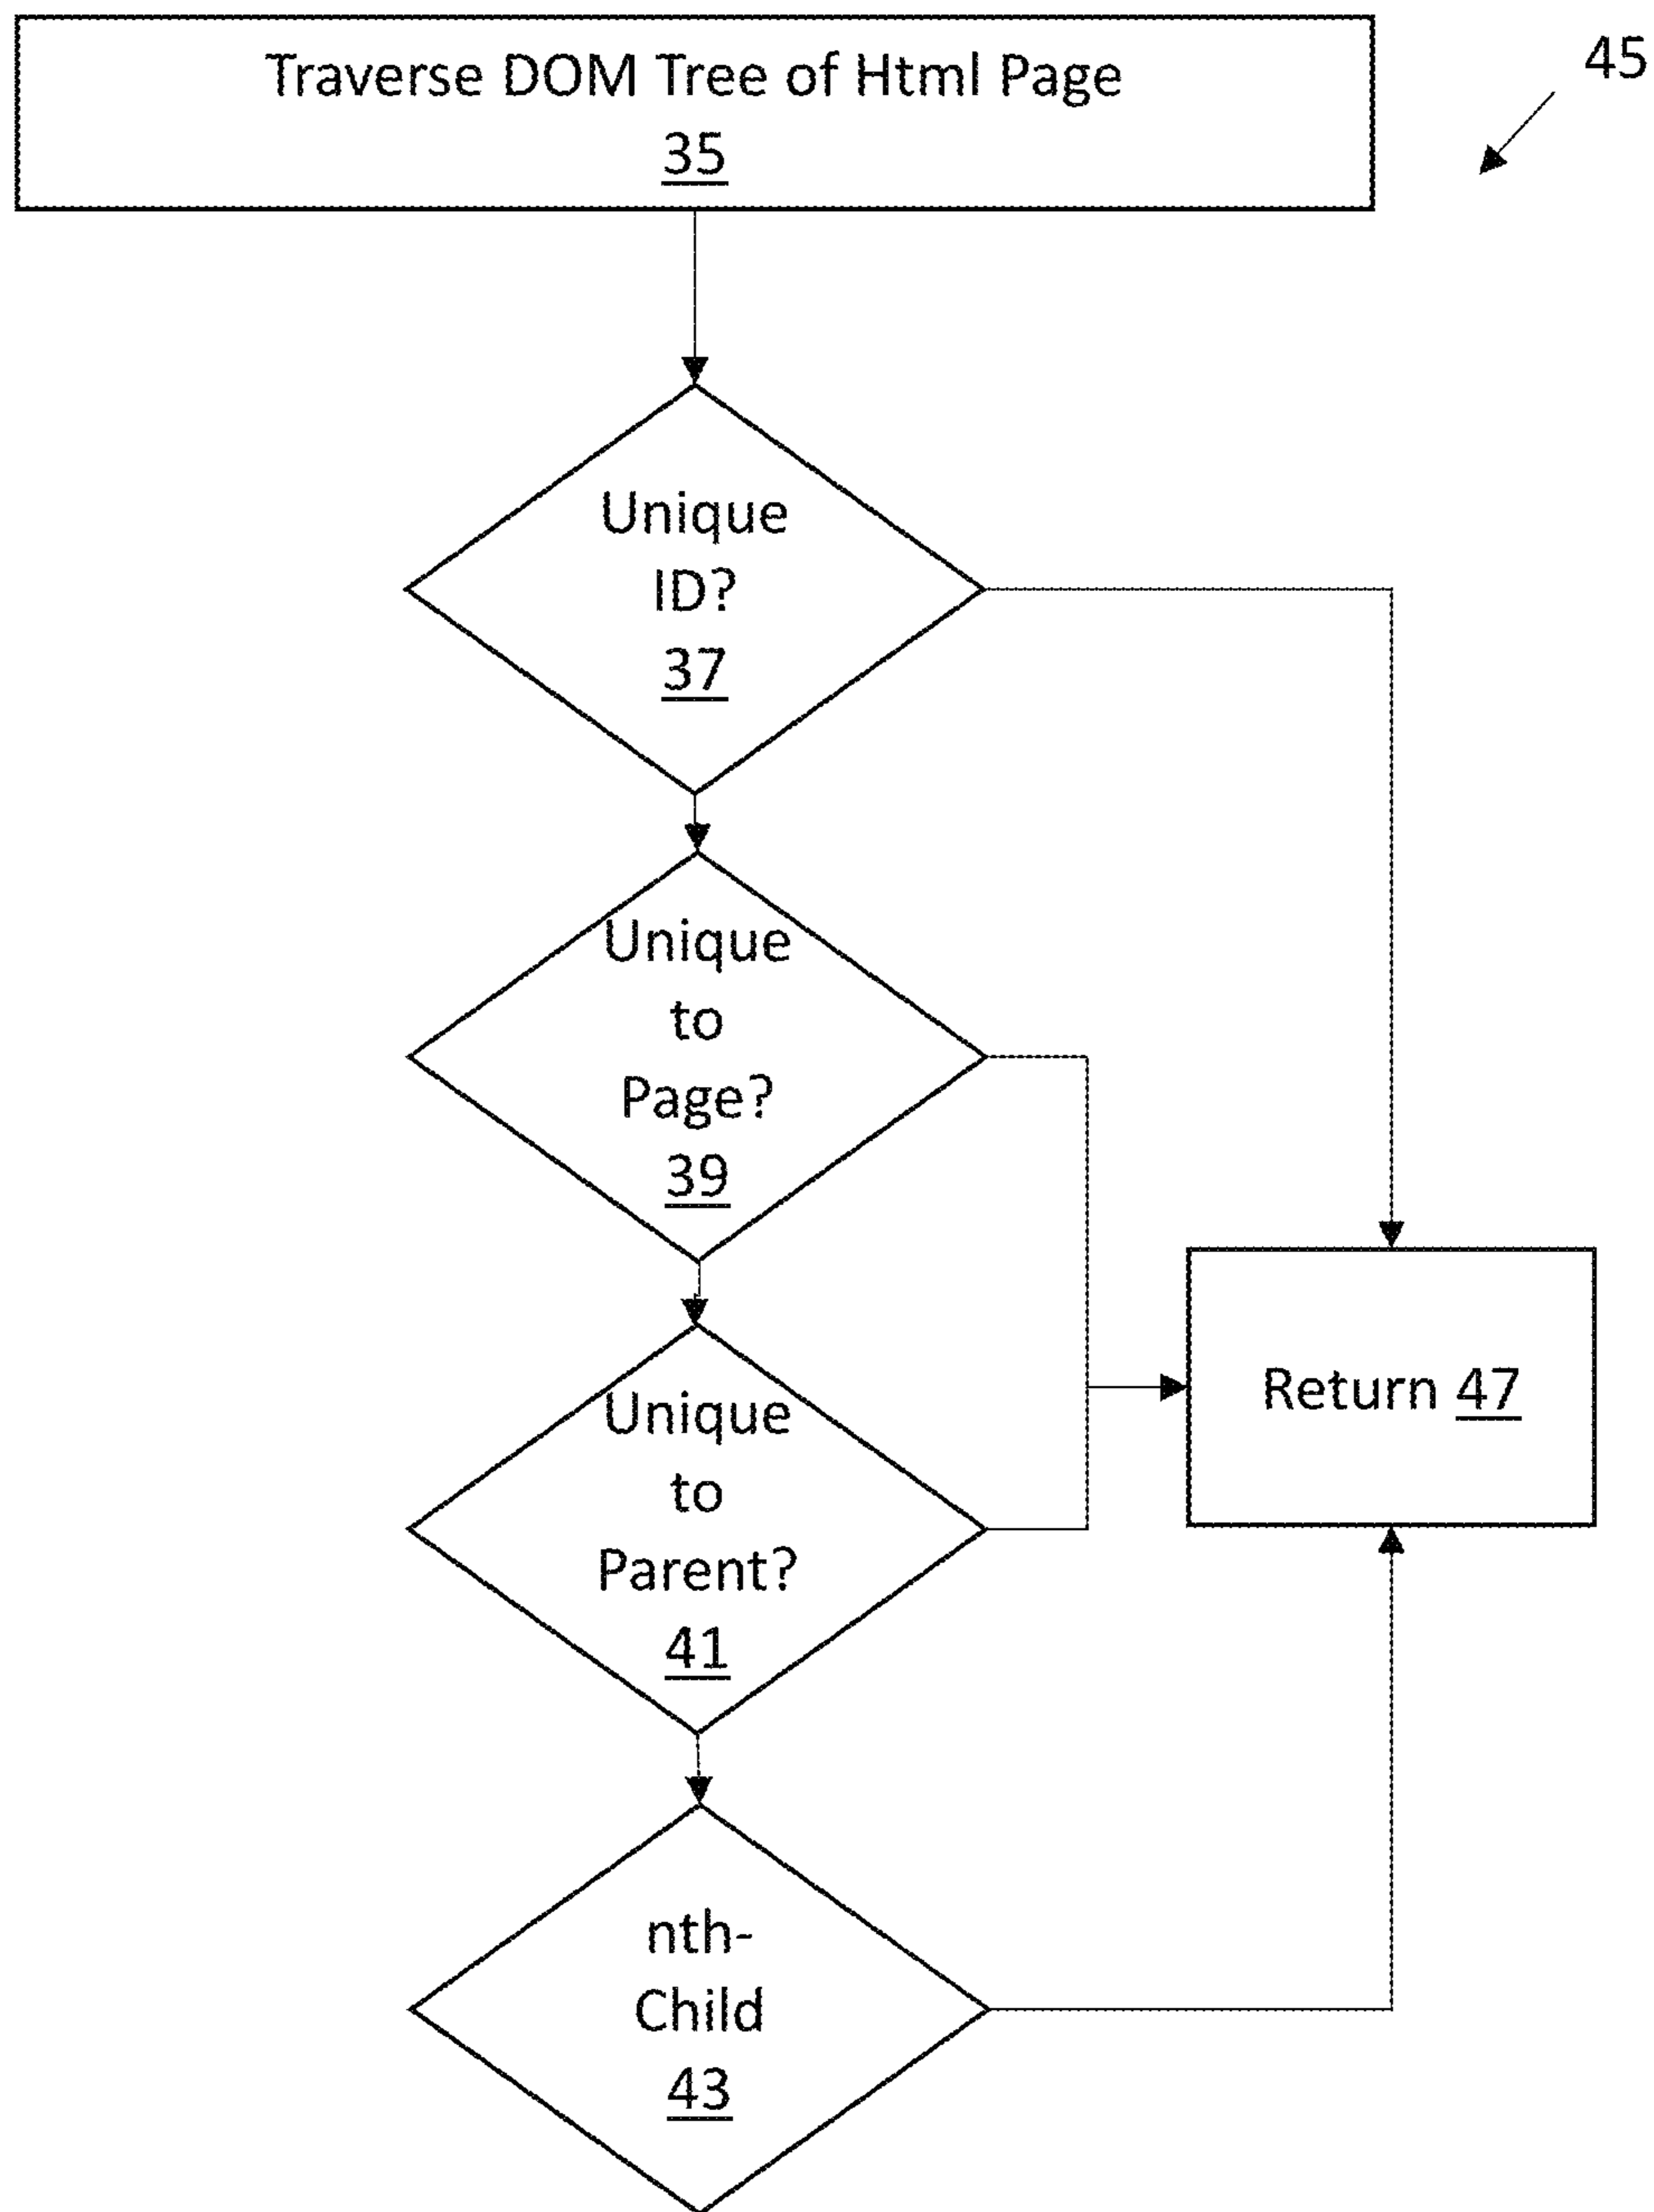 Traverse DOM Tree of Html Page
35
45
Unique
ID?
37
Unique
to
Page?
39
Unique
to
Parent?
41
Return 47
nth-
Child
43